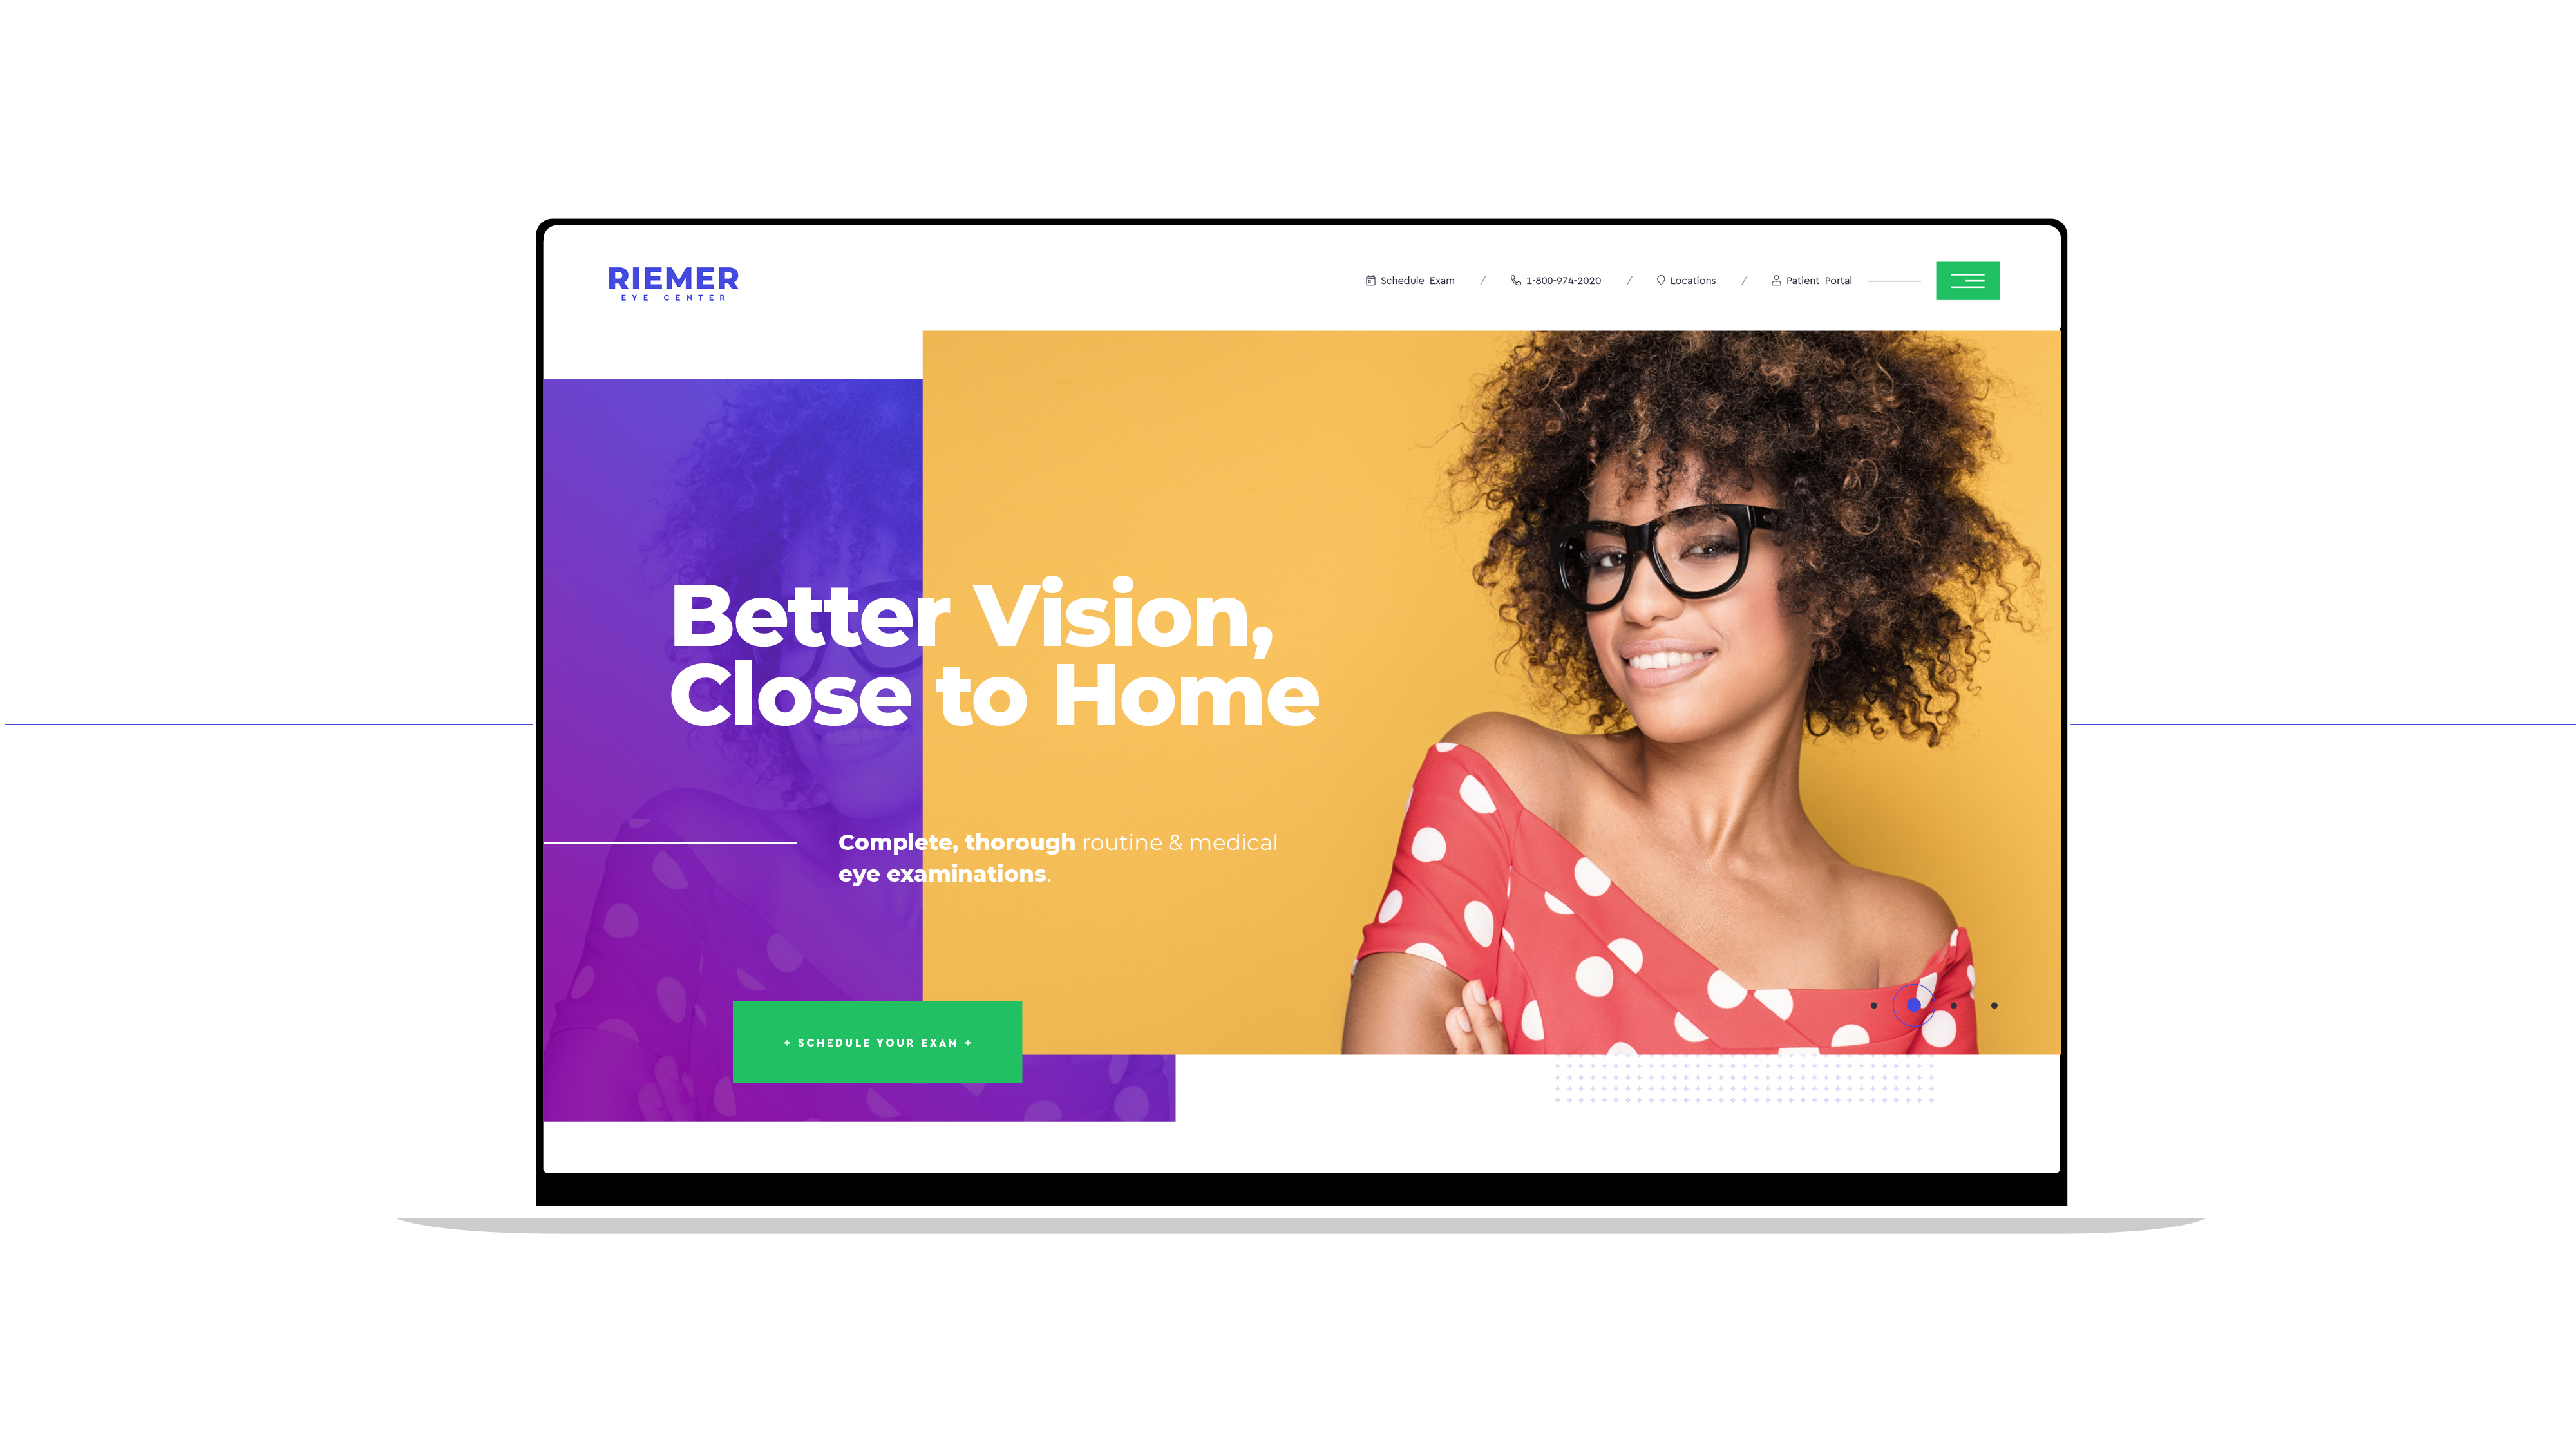 RIEMER
EYE CENTER
Schedule Exam / 1-800-974-2020 / Locations / Patient Portal
Better Vision,
Close to Home
Complete, thorough routine & medical
eye examinations.
+ SCHEDULE YOUR EXAM +